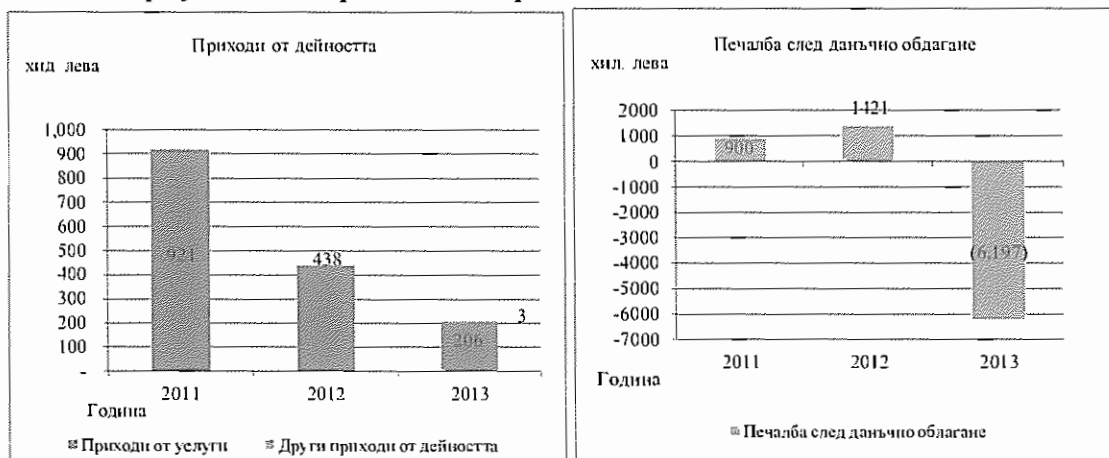 Приходи от дейността
хил. лева
1,000
900
800
700
600
500
400
300
200
100
-
921
438
206
3
2011 2012 2013
Година
Приходи от услуги Други приходи от дейността
Печалба след данъчно облагане
хил. лева
2000
1000
0
-1000
-2000
-3000
-4000
-5000
-6000
-7000
900
1421
(6,197)
2011 2012 2013
Година
Печалба след данъчно облагане